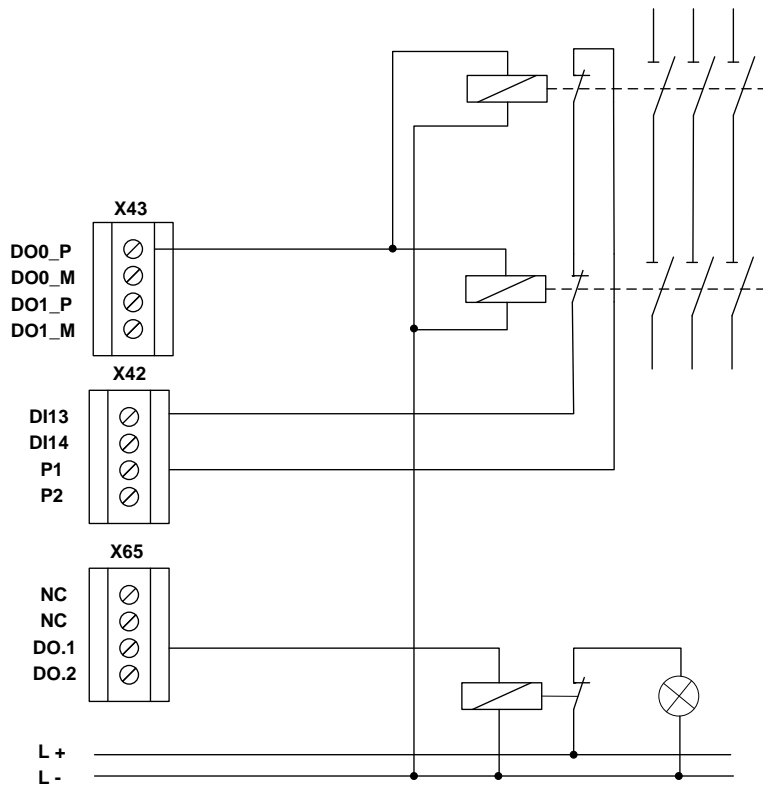 X43
DO0_P
DO0_M
DO1_P
DO1_M
X42
DI13
DI14
P1
P2
X65
NC
NC
DO.1
DO.2
L +
L -